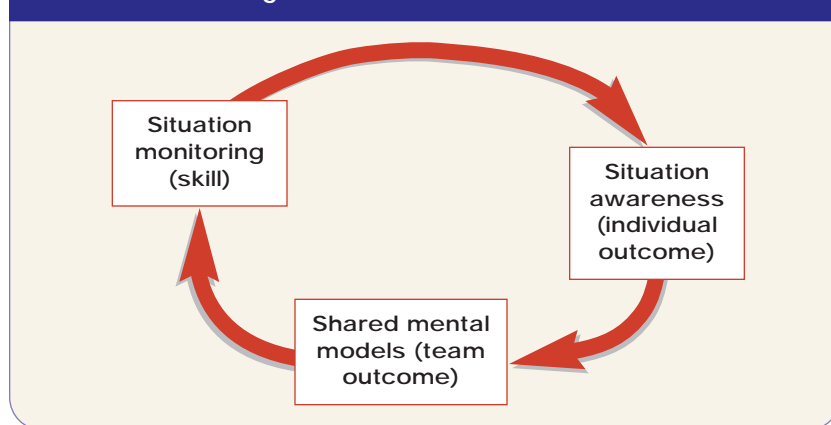 Situation
monitoring
(skill)
Situation
awareness
(individual
outcome)
Shared mental
models (team
outcome)